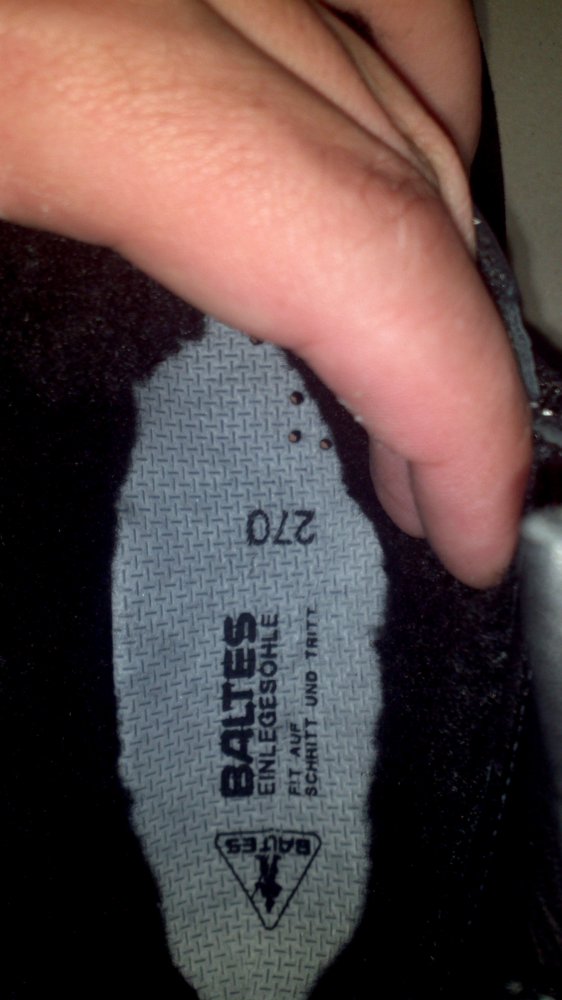 270
BALTES
EINLEGESOHLE
FIT AUF
SCHRITT UND TRITT
BALTES